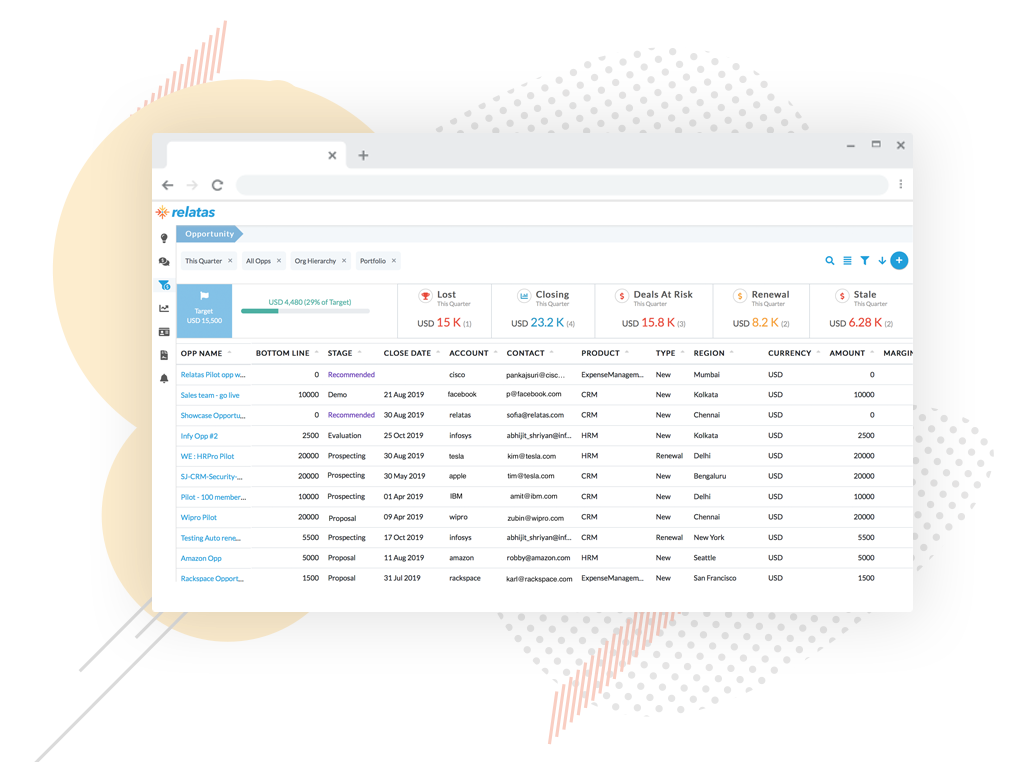 relatas
Opportunity
This Quarter × All Opps × Org Hierarchy × Portfolio ×
Target
USD 15,500
USD 4,480 (29% of Target)
Lost
This Quarter
USD 15 K (1)
Closing
This Quarter
USD 23.2 K (4)
Deals At Risk
This Quarter
USD 15.8 K (3)
Renewal
This Quarter
USD 8.2 K (2)
Stale
This Quarter
USD 6.28 K (2)
OPP NAME BOTTOM LINE STAGE CLOSE DATE ACCOUNT CONTACT PRODUCT TYPE REGION CURRENCY AMOUNT MARGIN
Relatas Pilot opp w... 0 Recommended cisco pankajsuri@cisc... ExpenseManagem... New Mumbai USD 0
Sales team - go live 10000 Demo 21 Aug 2019 facebook p@facebook.com CRM New Kolkata USD 10000
Showcase Opportu... 0 Recommended 30 Aug 2019 relatas sofia@relatas.com CRM New Chennai USD 0
Infy Opp #2 2500 Evaluation 25 Oct 2019 infosys abhijit_shriyan@inf... HRM New Kolkata USD 2500
WE : HRPro Pilot 20000 Prospecting 30 Aug 2019 tesla kim@tesla.com HRM Renewal Delhi USD 20000
SJ-CRM-Security-... 20000 Prospecting 30 May 2019 apple tim@tesla.com CRM New Bengaluru USD 20000
Pilot - 100 member... 10000 Prospecting 01 Apr 2019 IBM amit@ibm.com CRM New Delhi USD 10000
Wipro Pilot 20000 Proposal 09 Apr 2019 wipro zubin@wipro.com CRM New Chennai USD 20000
Testing Auto rene... 5500 Prospecting 17 Oct 2019 infosys abhijit_shriyan@inf... CRM Renewal New York USD 5500
Amazon Opp 5000 Proposal 11 Aug 2019 amazon robby@amazon.com HRM New Seattle USD 5000
Rackspace Opport... 1500 Proposal 31 Jul 2019 rackspace karl@rackspace.com ExpenseManagem... New San Francisco USD 1500